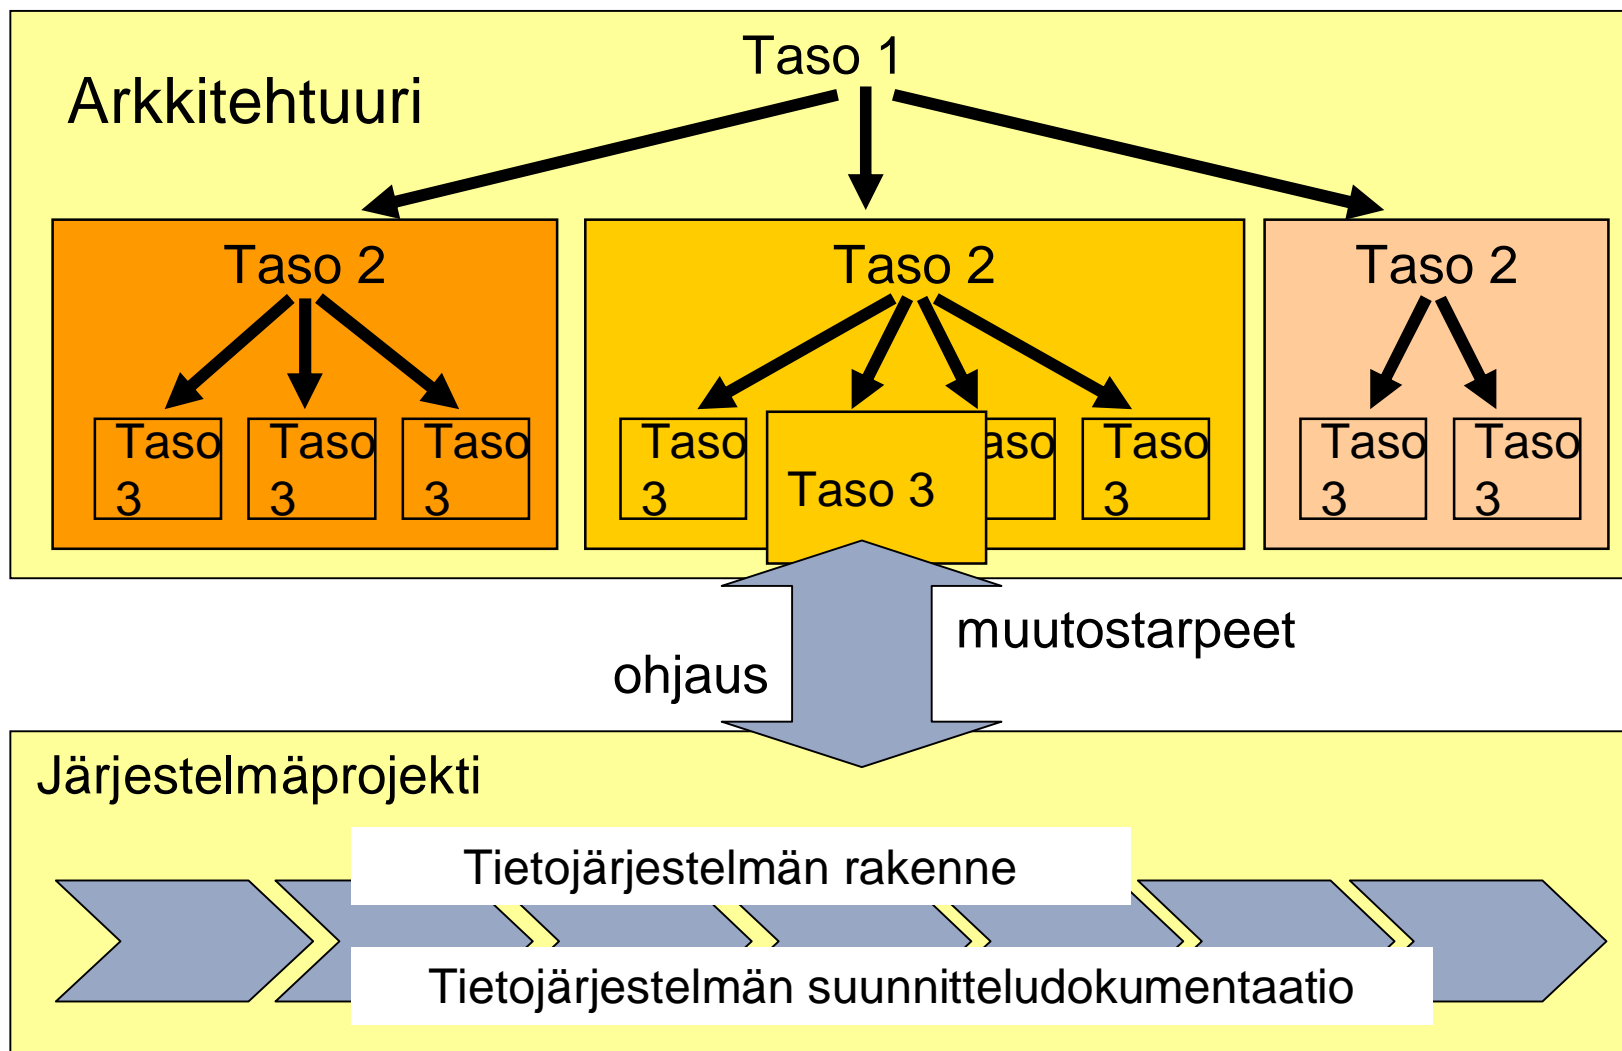 Taso 1
Arkkitehtuuri
Taso 2
Taso 2
Taso 2
Taso
3
Taso
3
Taso
3
Taso
3
Taso 3
aso
Taso
3
Taso
3
Taso
3
muutostarpeet
ohjaus
Järjestelmäprojekti
Tietojärjestelmän rakenne
Tietojärjestelmän suunnitteludokumentaatio